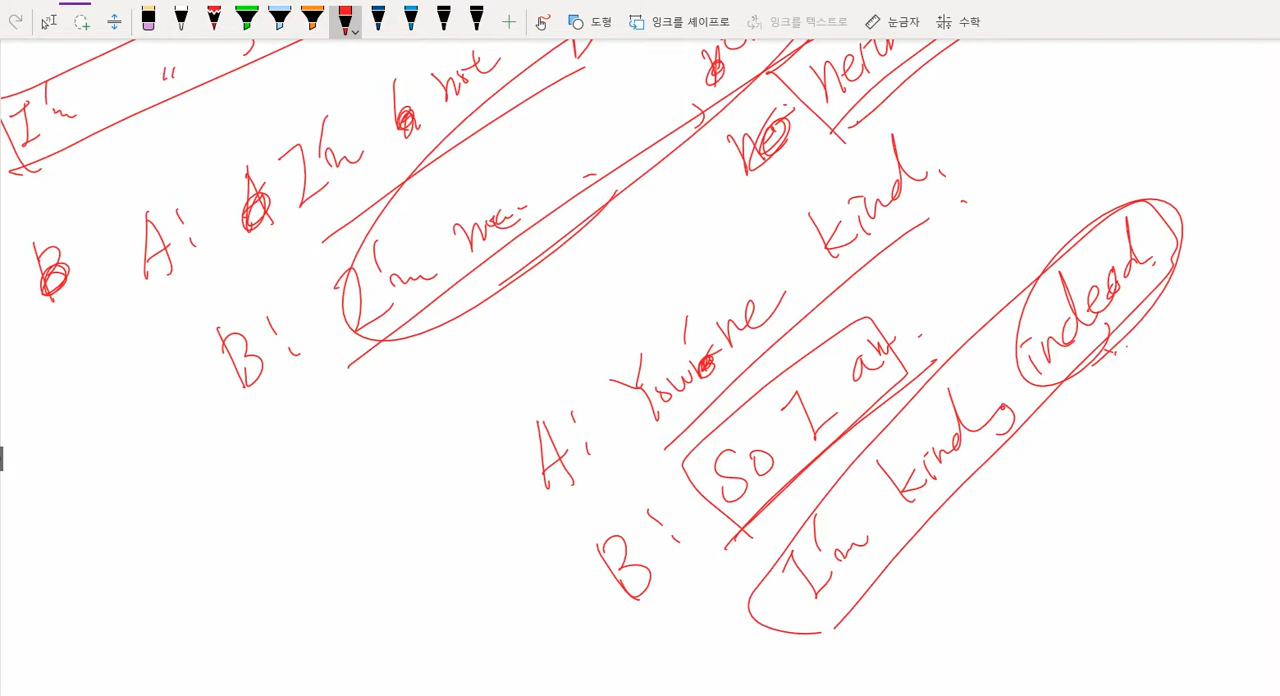 도형 잉크를 셰이프로 잉크를 텍스트로 눈금자 수학
I'm "
A: I'm hot
B: I'm
A: You're kind.
B: So I am.
I'm kind, indeed.